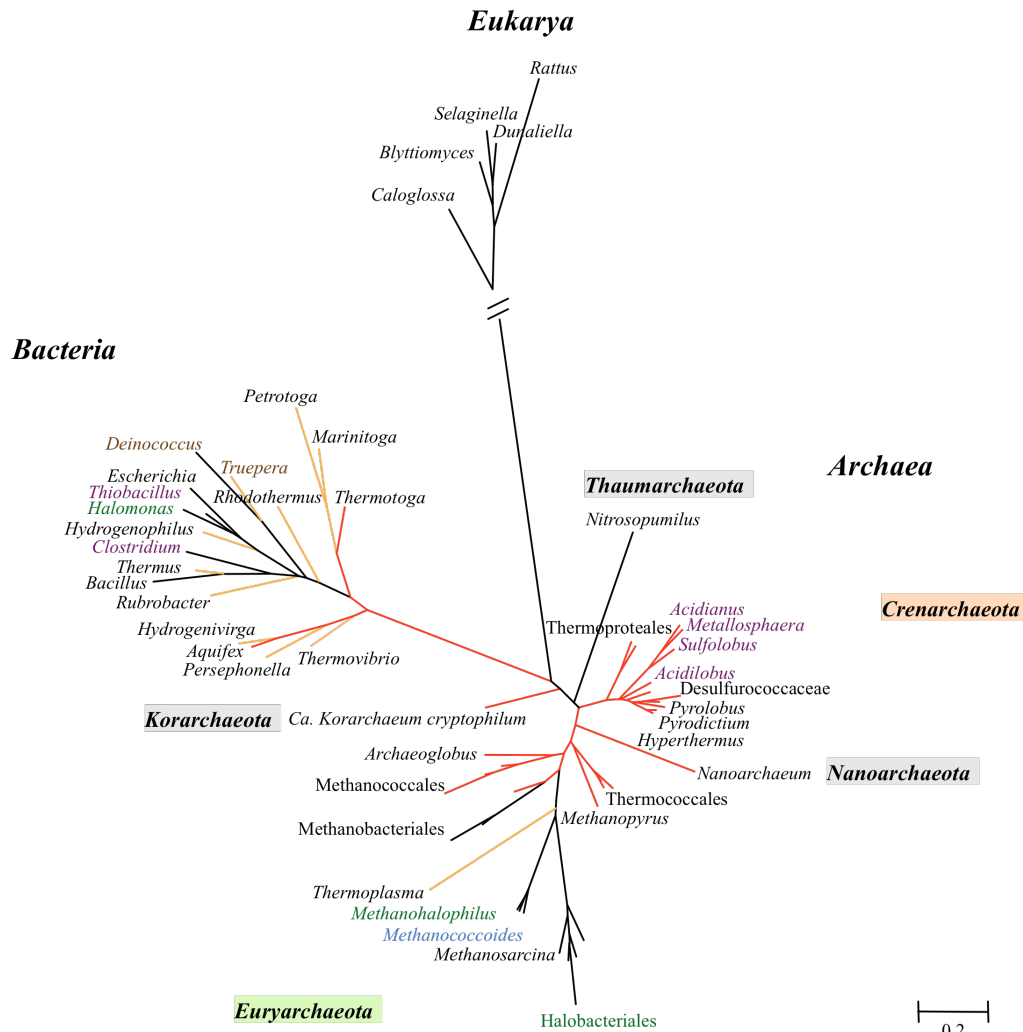 Eukarya
Rattus
Selaginella
Dunaliella
Blyttiomyces
Caloglossa
Bacteria
Petrotoga
Marinitoga
Deinococcus
Truepera
Escherichia
Thiobacillus
Rhodothermus
Thermotoga
Halomonas
Hydrogenophilus
Clostridium
Thermus
Bacillus
Rubrobacter
Hydrogenivirga
Aquifex
Persephonella
Thermovibrio
Archaea
Thaumarchaeota
Nitrosopumilus
Crenarchaeota
Acidianus
Thermoproteales
Metallosphaera
Sulfolobus
Acidilobus
Desulfurococcaceae
Pyrolobus
Pyrodictium
Hyperthermus
Korarchaeota
Ca. Korarchaeum cryptophilum
Archaeoglobus
Nanoarchaeum
Nanoarchaeota
Methanococcales
Thermococcales
Methanopyrus
Methanobacteriales
Thermoplasma
Methanohalophilus
Methanococcoides
Methanosarcina
Euryarchaeota
Halobacteriales
0.2